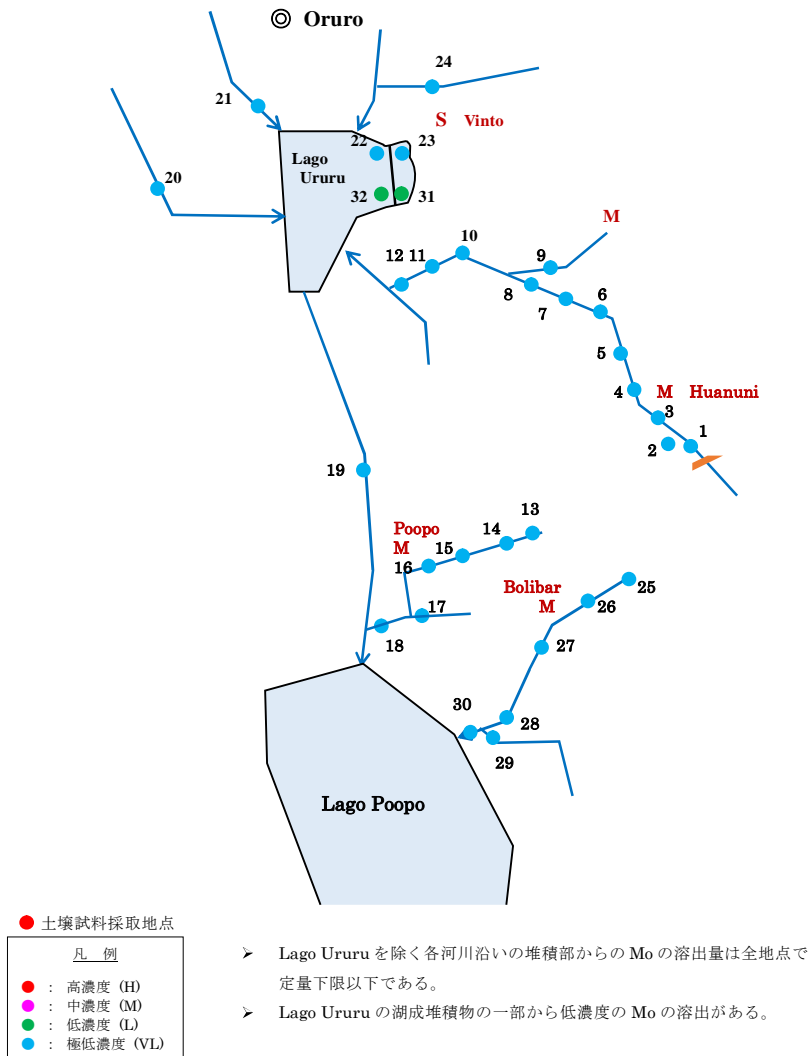 ◎ Oruro
24
21
S Vinto
22
23
Lago
Ururu
20
32
31
M
10
12 11
9
8
7
6
5
4
M Huanuni
3
2
1
19
13
Poopo
M
14
15
16
Bolibar
M
25
26
17
18
27
30
28
29
Lago Poopo
● 土壌試料採取地点
凡 例
● : 高濃度 (H)
● : 中濃度 (M)
● : 低濃度 (L)
● : 極低濃度 (VL)
➢ Lago Ururu を除く各河川沿いの堆積部からの Mo の溶出量は全地点で
定量下限以下である。
➢ Lago Ururu の湖成堆積物の一部から低濃度の Mo の溶出がある。